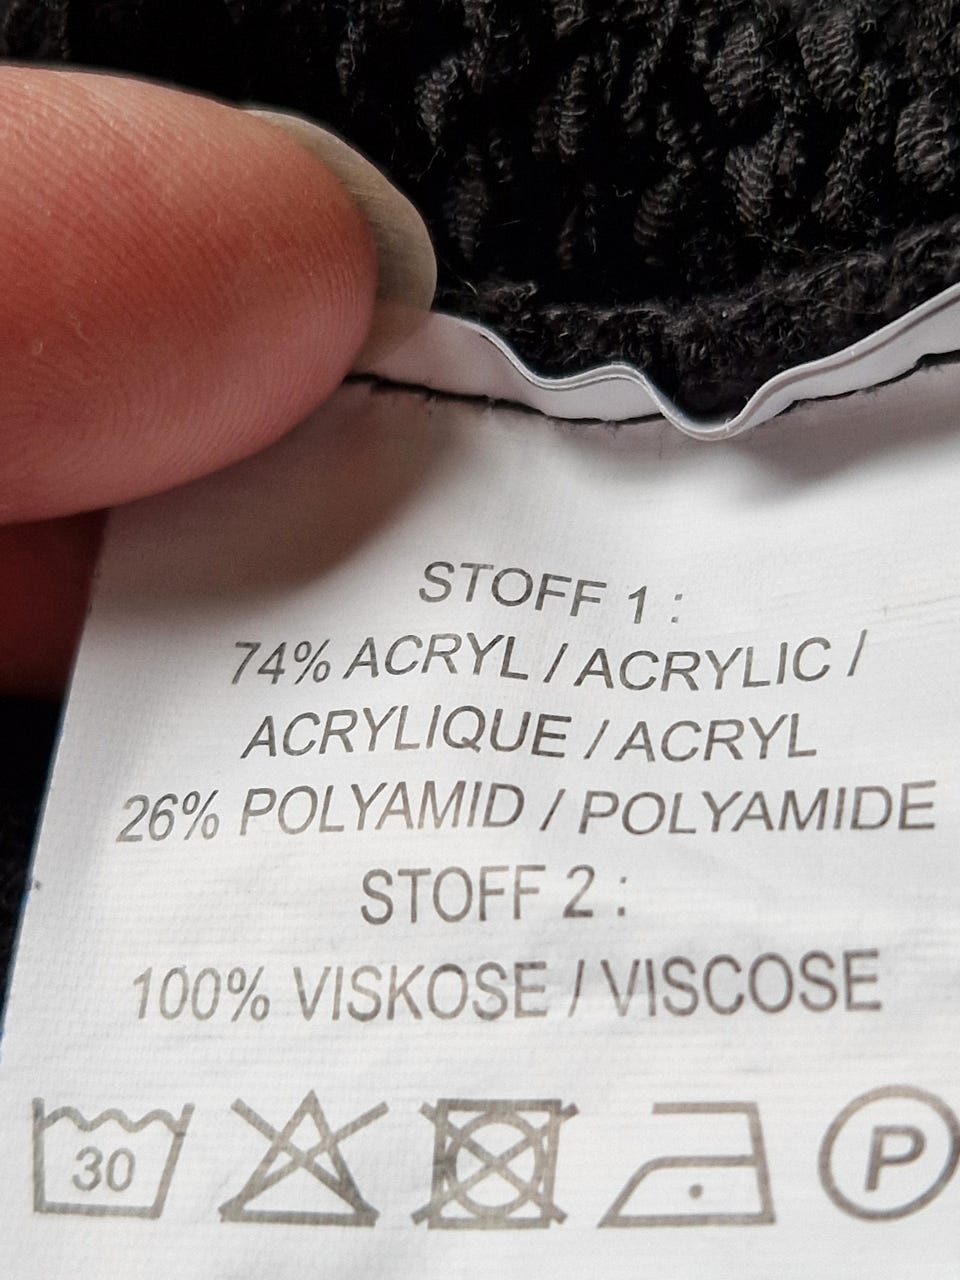 STOFF 1 :
74% ACRYL / ACRYLIC /
ACRYLIQUE / ACRYL
26% POLYAMID / POLYAMIDE
STOFF 2 :
100% VISKOSE / VISCOSE
30
P